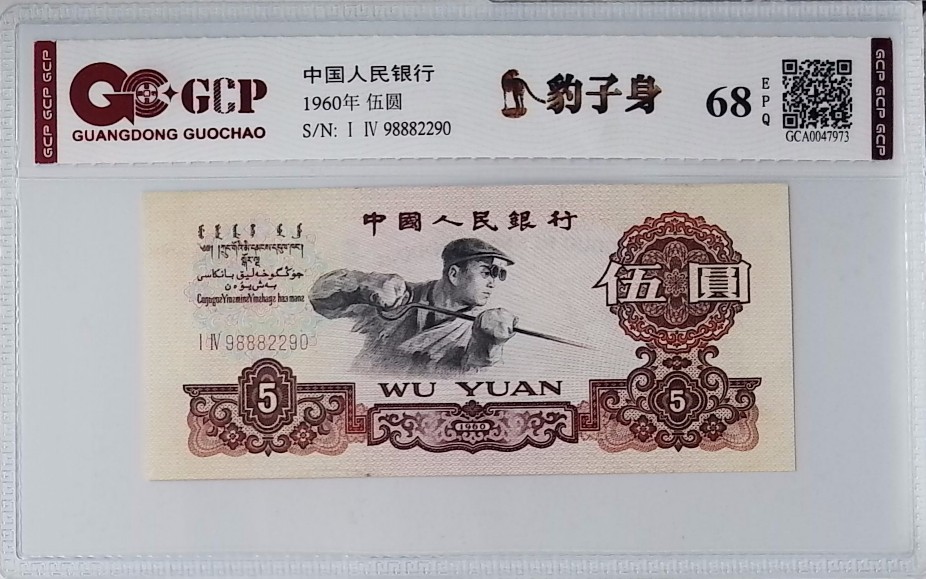 GCP GCP GCP
GCP
GUANGDONG GUOCHAO
中国人民银行
1960年 伍圆
S/N: I IV 98882290
豹子身
68
EPQ
GCA0047973
GCP GCP GCP
中國人民銀行
伍圓
I IV 98882290
WU YUAN
5
1960
5